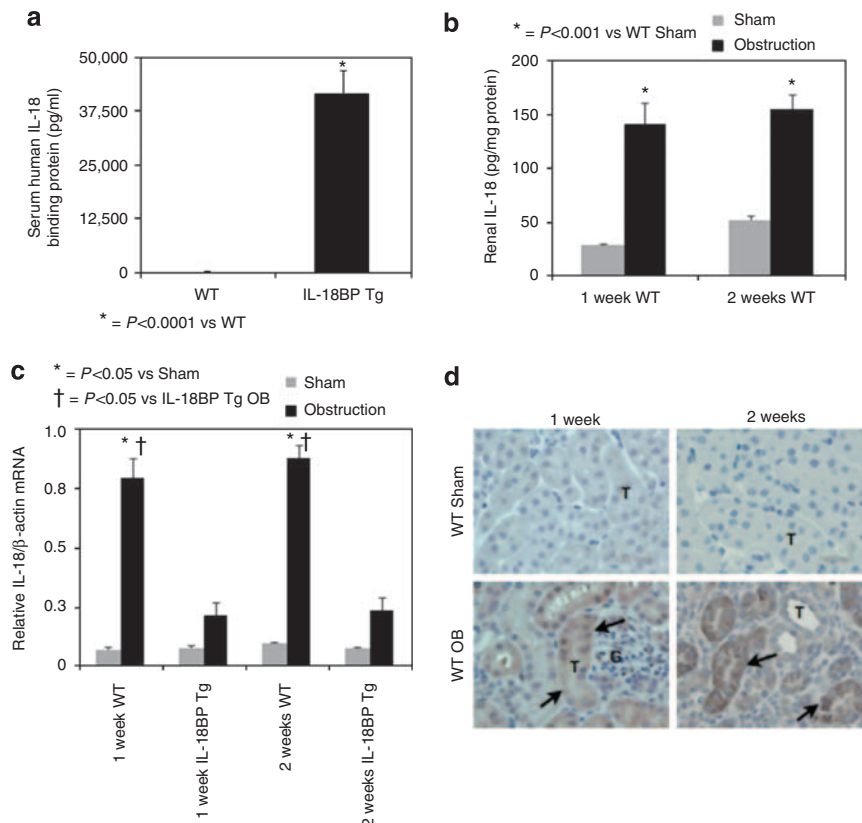 a
50,000
37,500
25,000
12,500
0
Serum human IL-18
binding protein (pg/ml)
*
WT
IL-18BP Tg
* = P<0.0001 vs WT
b
* = P<0.001 vs WT Sham
Sham
Obstruction
200
150
100
50
0
Renal IL-18 (pg/mg protein)
*
*
1 week WT
2 weeks WT
c
* = P<0.05 vs Sham
† = P<0.05 vs IL-18BP Tg OB
Sham
Obstruction
1.0
0.8
0.5
0.3
0
Relative IL-18/β-actin mRNA
* †
* †
1 week WT
1 week IL-18BP Tg
2 weeks WT
2 weeks IL-18BP Tg
d
1 week
2 weeks
WT Sham
T
T
WT OB
T
G
T